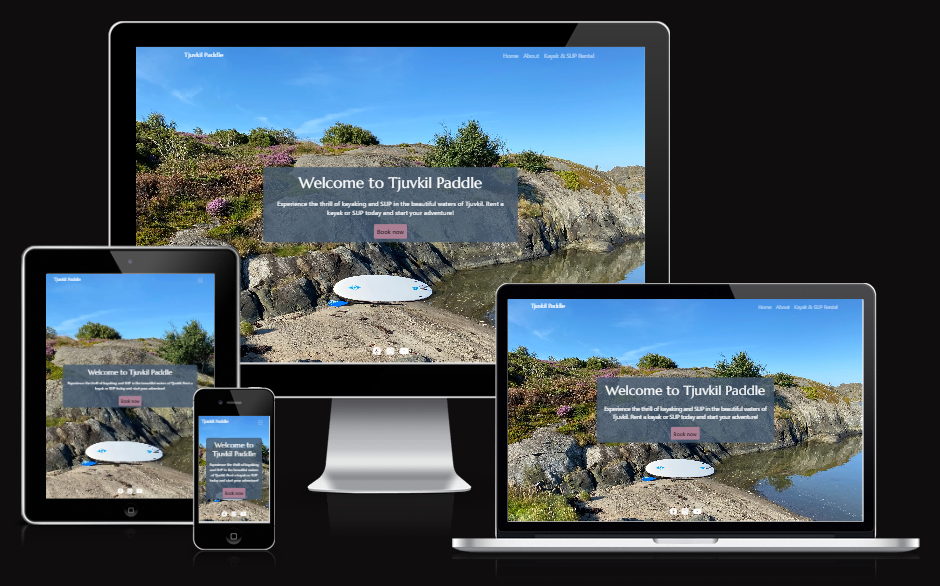 Tjuvkil Paddle
Home About Kayak & SUP Rental
Welcome to Tjuvkil Paddle
Experience the thrill of kayaking and SUP in the beautiful waters of Tjuvkil. Rent a
kayak or SUP today and start your adventure!
Book now
Tjuvkil Paddle
Welcome to Tjuvkil Paddle
Experience the thrill of kayaking and SUP in the beautiful waters of Tjuvkil. Rent a
kayak or SUP today and start your adventure!
Book now
Tjuvkil Paddle
Welcome to
Tjuvkil Paddle
Experience the thrill of kayaking
and SUP in the beautiful waters
of Tjuvkil. Rent a kayak or SUP
today and start your adventure!
Book now
Tjuvkil Paddle
Home About Kayak & SUP Rental
Welcome to Tjuvkil Paddle
Experience the thrill of kayaking and SUP in the beautiful waters of
Tjuvkil. Rent a kayak or SUP today and start your adventure!
Book now